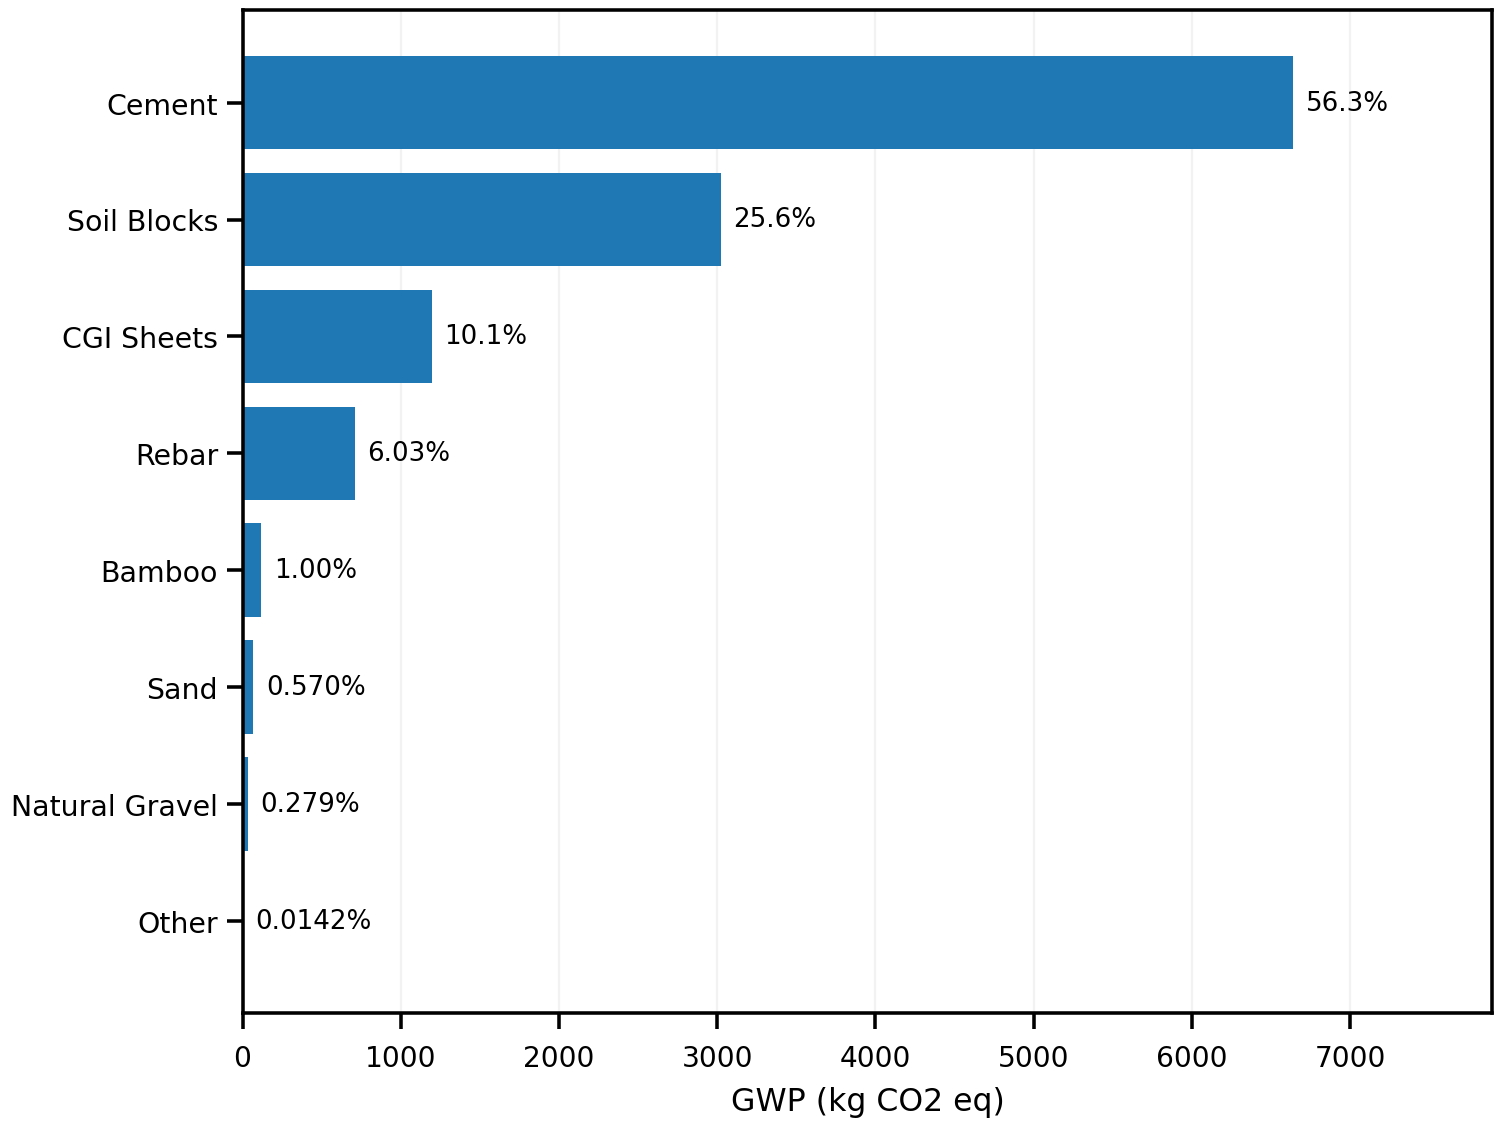 Cement 56.3%
Soil Blocks 25.6%
CGI Sheets 10.1%
Rebar 6.03%
Bamboo 1.00%
Sand 0.570%
Natural Gravel 0.279%
Other 0.0142%
0 1000 2000 3000 4000 5000 6000 7000
GWP (kg CO2 eq)